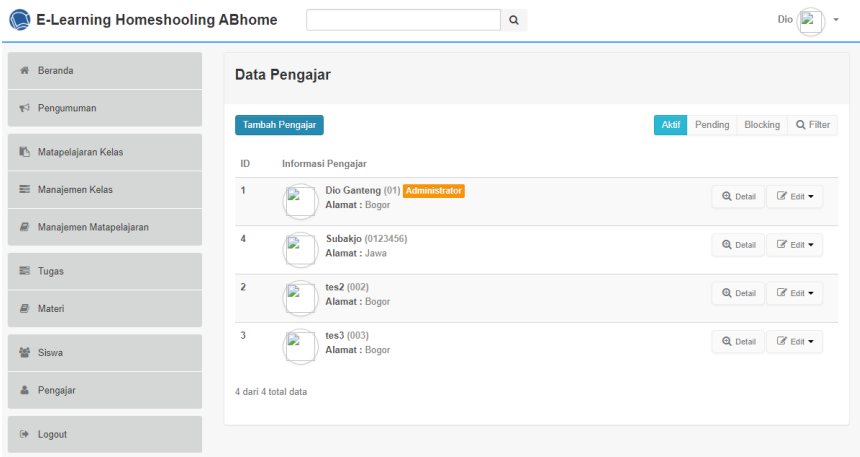 E-Learning Homeshooling ABhome
Dio
Beranda
Pengumuman
Matapelajaran Kelas
Manajemen Kelas
Manajemen Matapelajaran
Tugas
Materi
Siswa
Pengajar
Logout
Data Pengajar
Tambah Pengajar
Aktif Pending Blocking Filter
ID Informasi Pengajar
1 Dio Ganteng (01) Administrator
Alamat : Bogor
Detail Edit
4 Subakjo (0123456)
Alamat : Jawa
Detail Edit
2 tes2 (002)
Alamat : Bogor
Detail Edit
3 tes3 (003)
Alamat : Bogor
Detail Edit
4 dari 4 total data